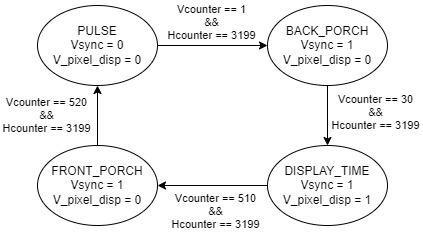 PULSE
Vsync = 0
V_pixel_disp = 0
Vcounter == 1
&&
Hcounter == 3199
BACK_PORCH
Vsync = 1
V_pixel_disp = 0
Vcounter == 520
&&
Hcounter == 3199
Vcounter == 30
&&
Hcounter == 3199
FRONT_PORCH
Vsync = 1
V_pixel_disp = 0
Vcounter == 510
&&
Hcounter == 3199
DISPLAY_TIME
Vsync = 1
V_pixel_disp = 1